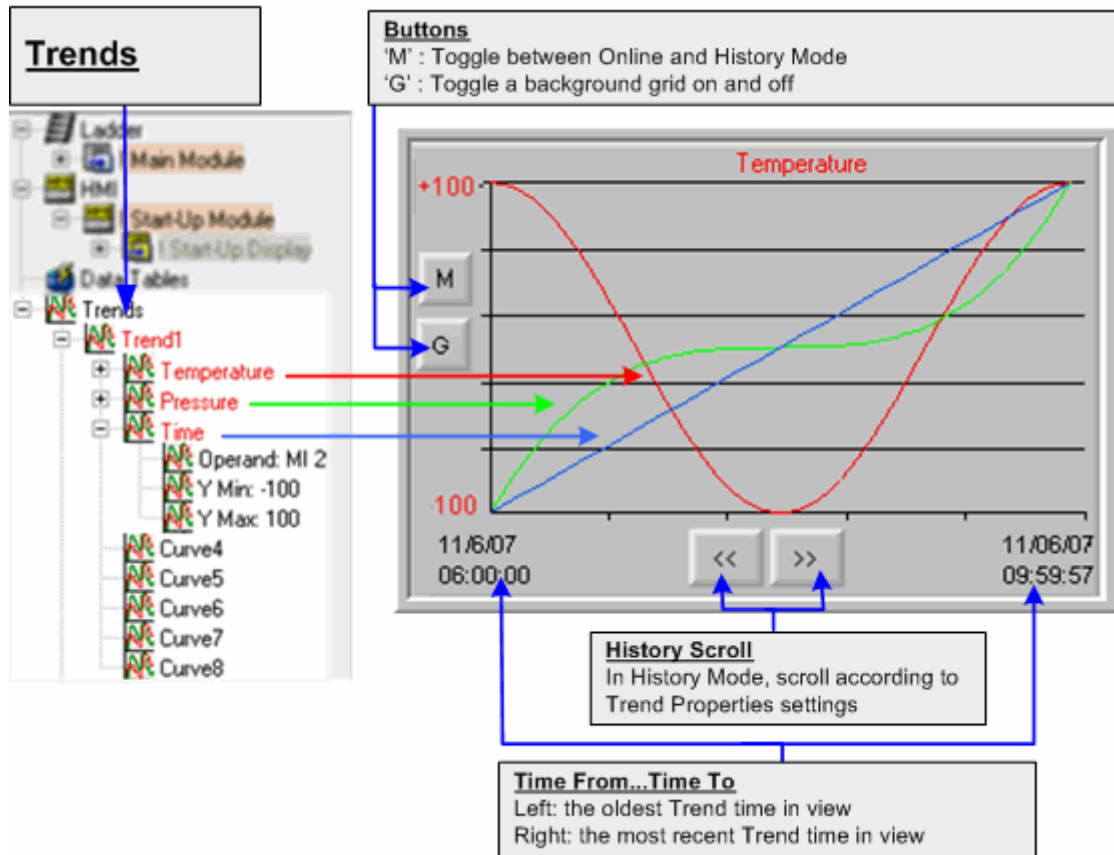 Trends
Buttons
'M' : Toggle between Online and History Mode
'G' : Toggle a background grid on and off
Ladder
! Main Module
HMI
! Start-Up Module
! Start-Up Display
Data Tables
Trends
Trend1
Temperature
Pressure
Time
Operand: MI 2
Y Min: -100
Y Max: 100
Curve4
Curve5
Curve6
Curve7
Curve8
Temperature
+100
M
G
-100
11/6/07
06:00:00
<<
>>
11/06/07
09:59:57
History Scroll
In History Mode, scroll according to
Trend Properties settings
Time From...Time To
Left: the oldest Trend time in view
Right: the most recent Trend time in view